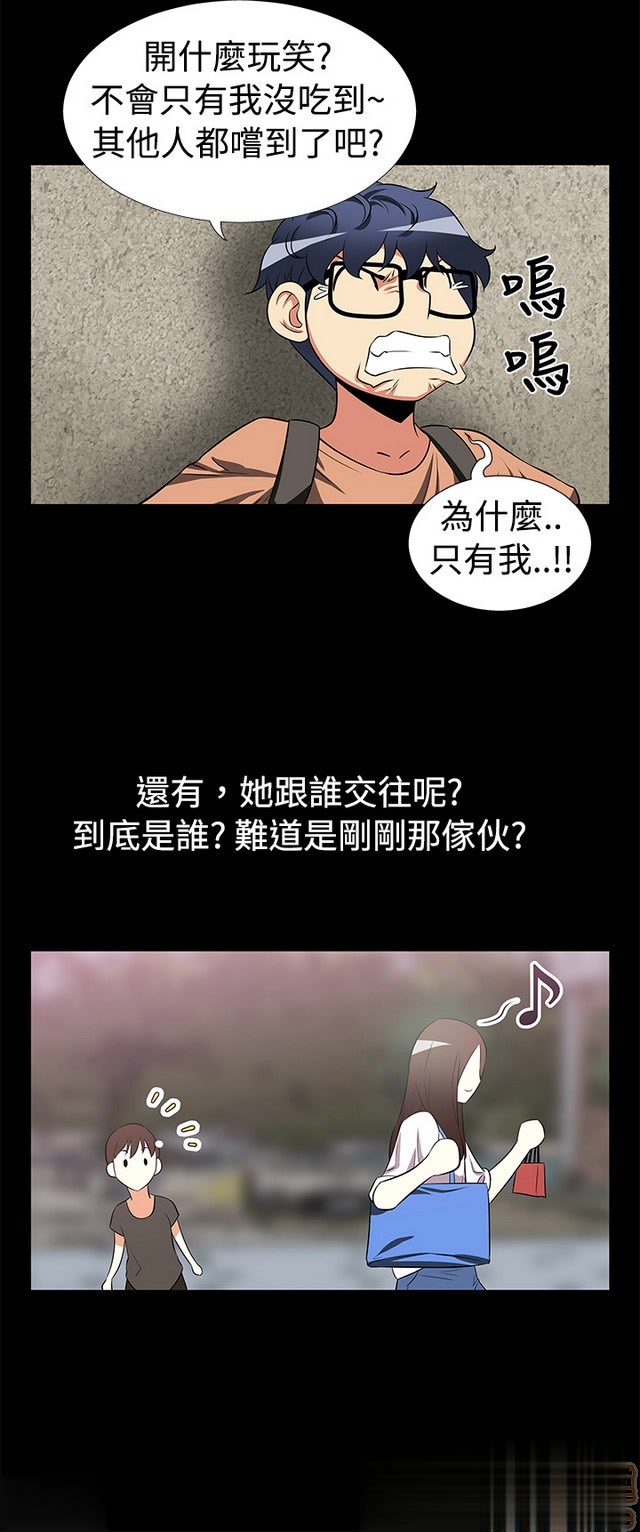 開什麼玩笑?
不會只有我沒吃到~
其他人都嚐到了吧?
嗚
嗚
為什麼..
只有我..!!
還有，她跟誰交往呢?
到底是誰? 難道是剛剛那傢伙?